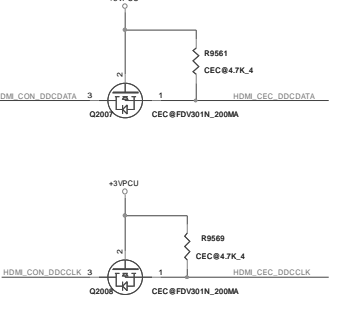 R9561
CEC@4.7K_4
2
DMI_CON_DDCDATA 3 1 HDMI_CEC_DDCDATA
Q2007 CEC@FDV301N_200MA
+3VPCU
R9569
CEC@4.7K_4
2
HDMI_CON_DDCCLK 3 1 HDMI_CEC_DDCCLK
Q2008 CEC@FDV301N_200MA